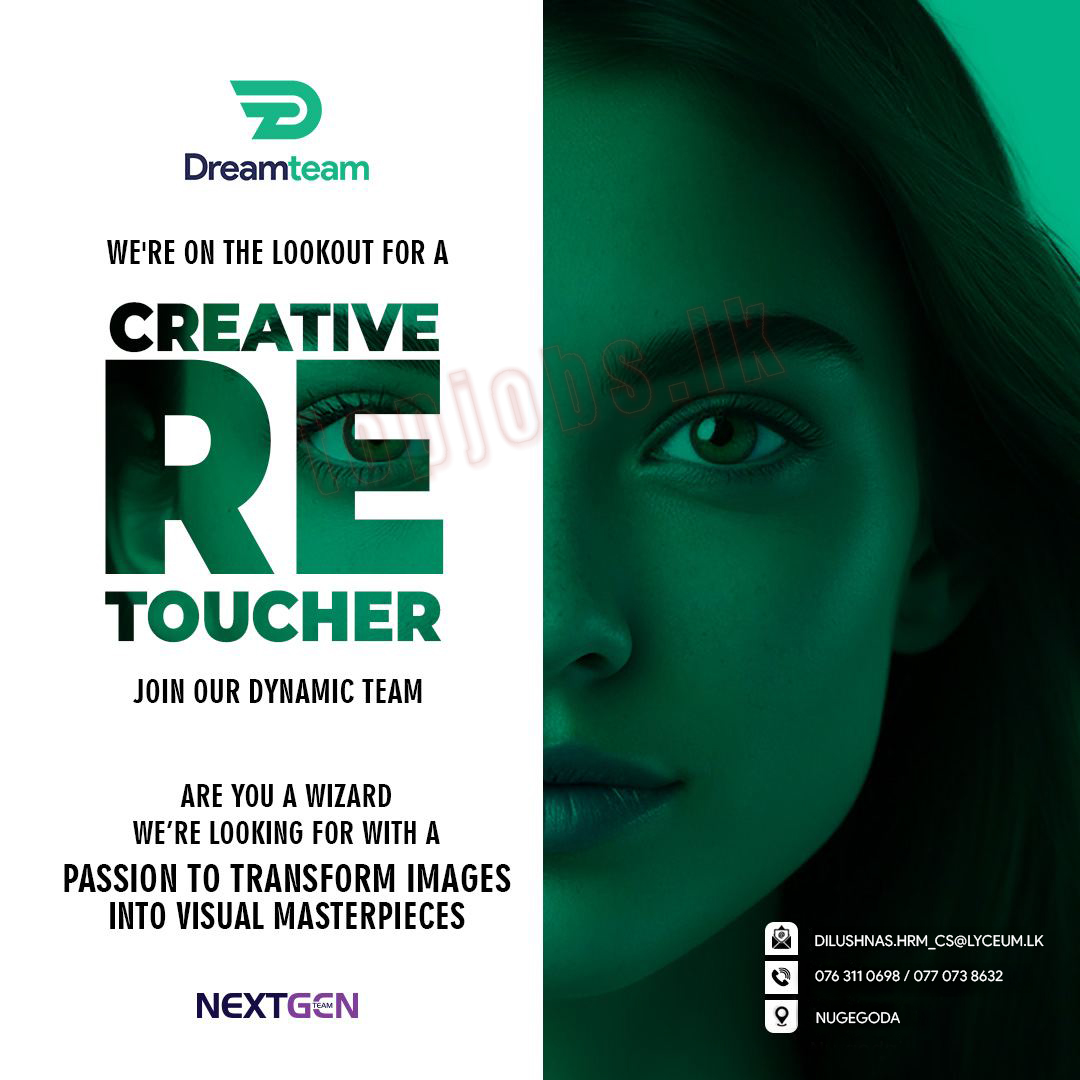 Dreamteam
WE'RE ON THE LOOKOUT FOR A
CREATIVE
RE
TOUCHER
JOIN OUR DYNAMIC TEAM
ARE YOU A WIZARD
WE’RE LOOKING FOR WITH A
PASSION TO TRANSFORM IMAGES
INTO VISUAL MASTERPIECES
NEXTGEN
TEAM
DILUSHNAS.HRM_CS@LYCEUM.LK
076 311 0698 / 077 073 8632
NUGEGODA